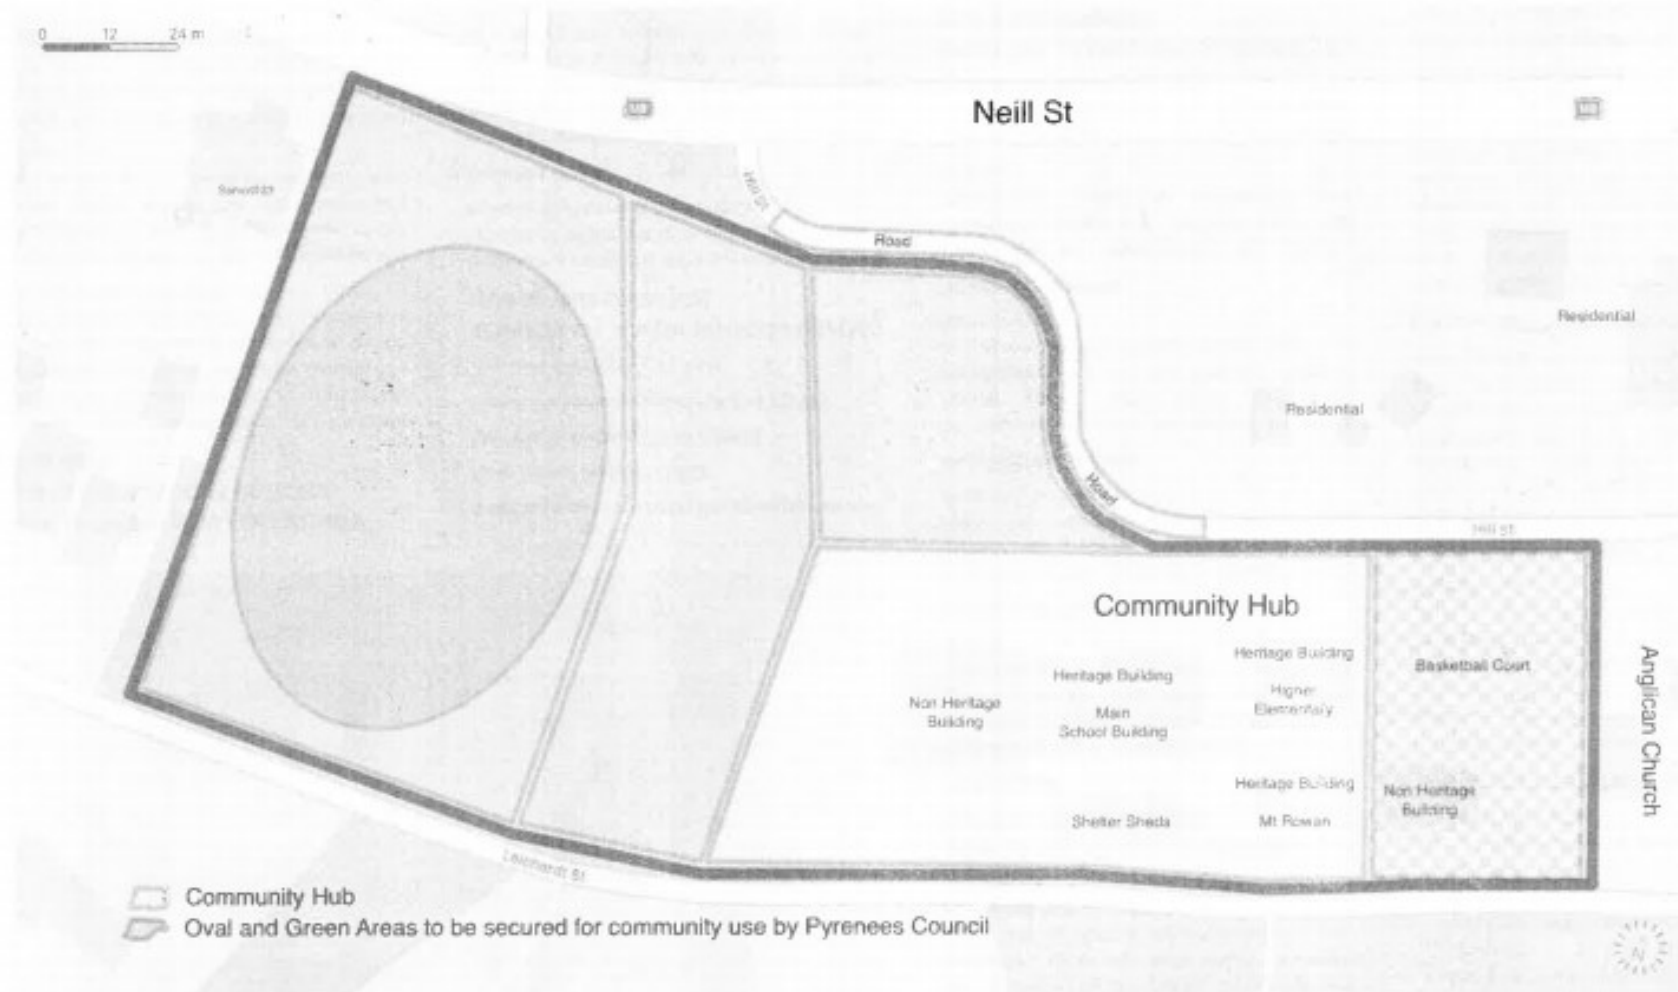 0 12 24 m
Neill St
Hill St
Road
Residential
Residential
Road
Hill St
Community Hub
Heritage Building
Higher
Elementary
Heritage Building
Main
School Building
Non Heritage
Building
Basketball Court
Anglican Church
Heritage Building
Mt Rowan
Shelter Sheds
Non Heritage
Building
Leichardt St
Community Hub
Oval and Green Areas to be secured for community use by Pyrenees Council
N